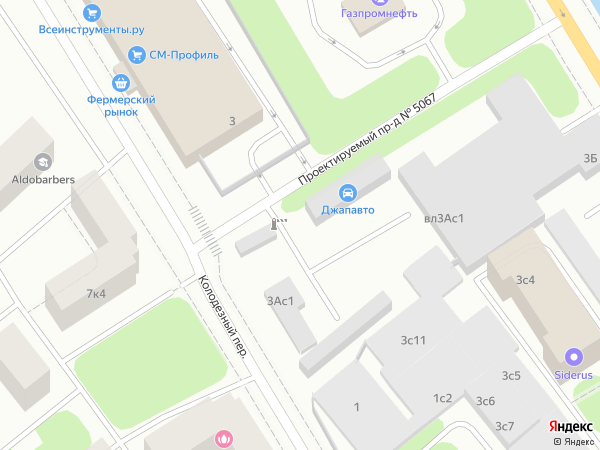 Газпромнефть
Всеинструменты.ру
СМ-Профиль
Фермерский
рынок
3
Проектируемый пр-д № 5067
3Б
Aldobarbers
Джапавто
вл3Ас1
7к4
Колодезный пер.
3Ас1
3с4
3с11
Siderus
3с5
1с2
3с6
1
3с7
Яндекс
© Яндекс